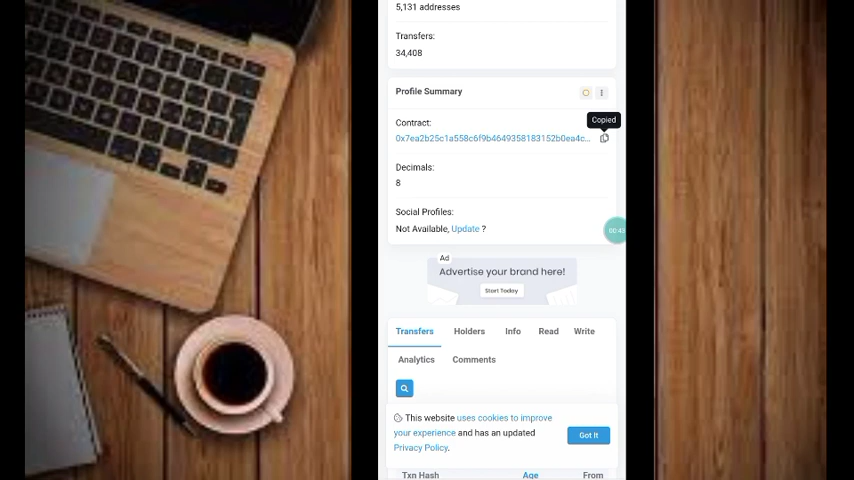 5,131 addresses
Transfers:
34,408
Profile Summary
Copied
Contract:
0x7ea2b25c1a558c6f9b4649358183152b0ea4c...
Decimals:
8
Social Profiles:
Not Available, Update ?
00:43
Ad
Advertise your brand here!
Start Today
Transfers Holders Info Read Write
Analytics Comments
This website uses cookies to improve
your experience and has an updated
Privacy Policy.
Got It
Txn Hash Age From